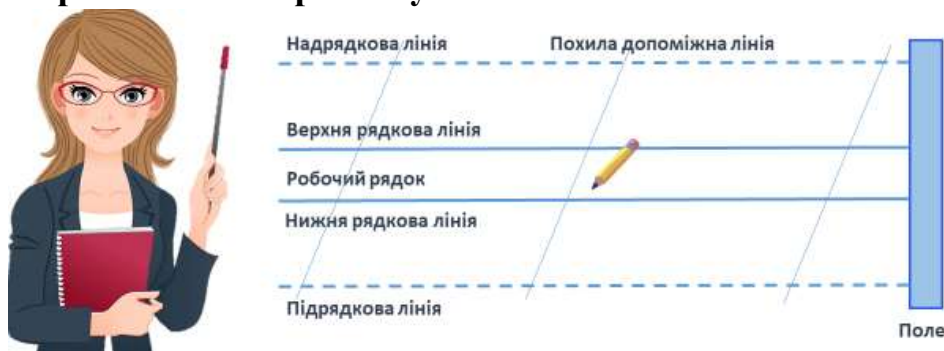 Надрядкова лінія
Похила допоміжна лінія
Верхня рядкова лінія
Робочий рядок
Нижня рядкова лінія
Підрядкова лінія
Поле